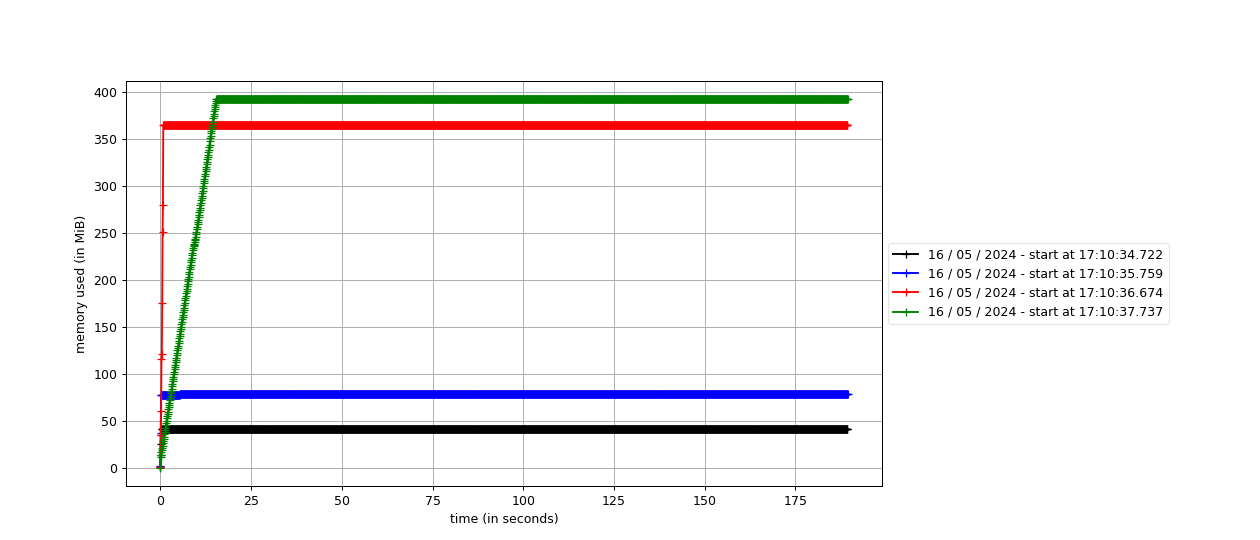 400
350
300
250
200
150
100
50
0
memory used (in MiB)
0 25 50 75 100 125 150 175
time (in seconds)
16 / 05 / 2024 - start at 17:10:34.722
16 / 05 / 2024 - start at 17:10:35.759
16 / 05 / 2024 - start at 17:10:36.674
16 / 05 / 2024 - start at 17:10:37.737